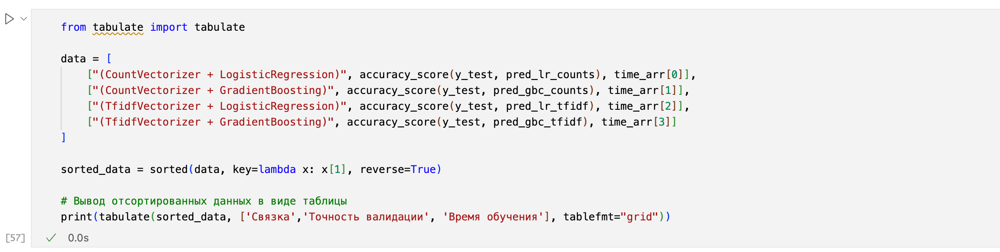 from tabulate import tabulate
data = [
["(CountVectorizer + LogisticRegression)", accuracy_score(y_test, pred_lr_counts), time_arr[0]],
["(CountVectorizer + GradientBoosting)", accuracy_score(y_test, pred_gbc_counts), time_arr[1]],
["(TfidfVectorizer + LogisticRegression)", accuracy_score(y_test, pred_lr_tfidf), time_arr[2]],
["(TfidfVectorizer + GradientBoosting)", accuracy_score(y_test, pred_gbc_tfidf), time_arr[3]]
]
sorted_data = sorted(data, key=lambda x: x[1], reverse=True)
# Вывод отсортированных данных в виде таблицы
print(tabulate(sorted_data, ['Связка','Точность валидации', 'Время обучения'], tablefmt="grid"))
[57] 0.0s